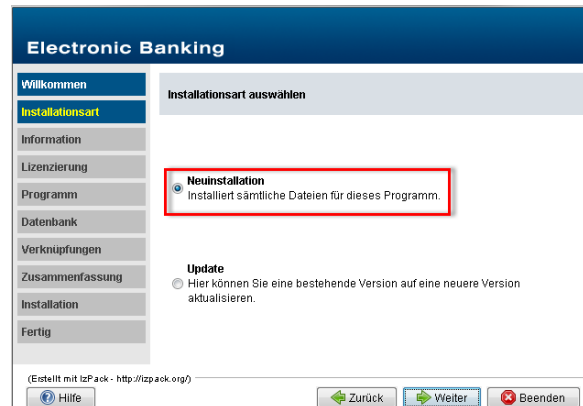 Electronic Banking
Willkommen
Installationsart
Information
Lizenzierung
Programm
Datenbank
Verknüpfungen
Zusammenfassung
Installation
Fertig
Installationsart auswählen
Neuinstallation
Installiert sämtliche Dateien für dieses Programm.
Update
Hier können Sie eine bestehende Version auf eine neuere Version
aktualisieren.
(Erstellt mit IzPack - http://izpack.org/)
Hilfe
Zurück
Weiter
Beenden